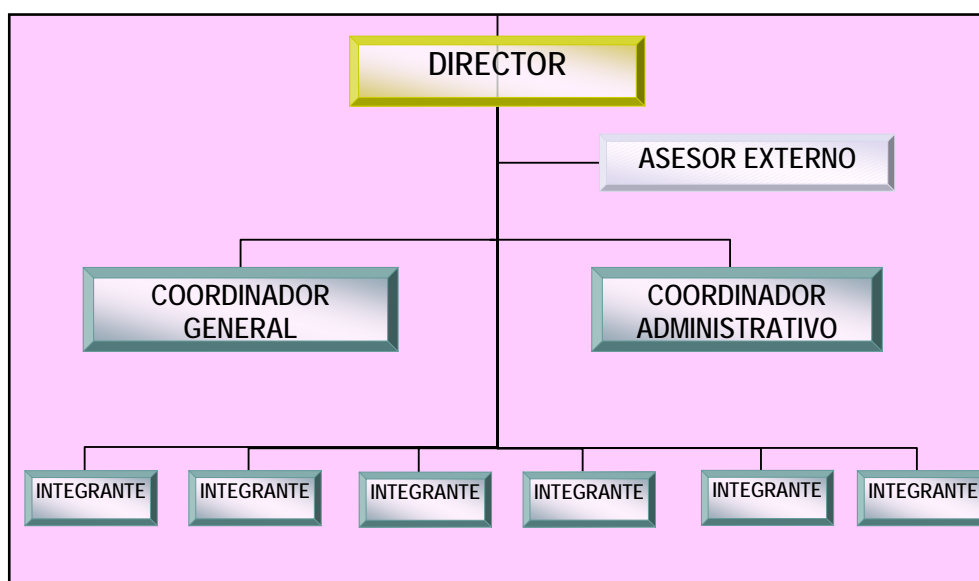 DIRECTOR
ASESOR EXTERNO
COORDINADOR
GENERAL
COORDINADOR
ADMINISTRATIVO
INTEGRANTE
INTEGRANTE
INTEGRANTE
INTEGRANTE
INTEGRANTE
INTEGRANTE